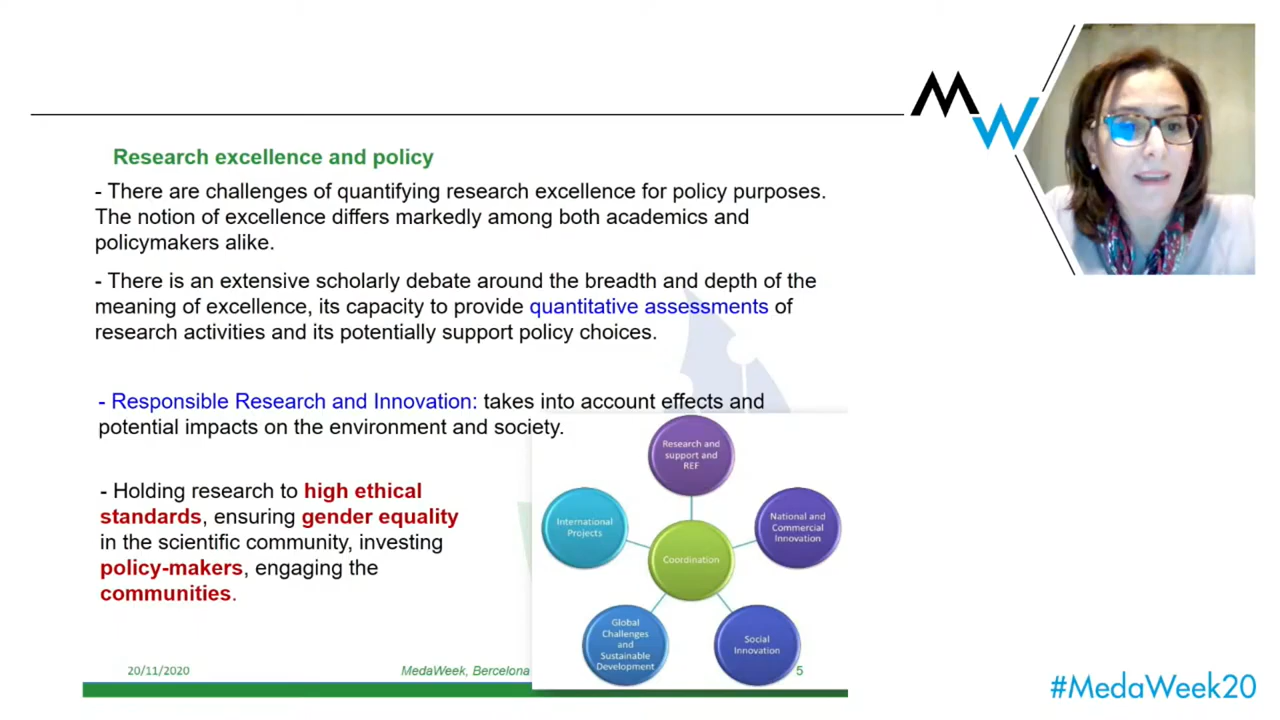 MW
Research excellence and policy
- There are challenges of quantifying research excellence for policy purposes.
The notion of excellence differs markedly among both academics and
policymakers alike.
- There is an extensive scholarly debate around the breadth and depth of the
meaning of excellence, its capacity to provide quantitative assessments of
research activities and its potentially support policy choices.
- Responsible Research and Innovation: takes into account effects and
potential impacts on the environment and society.
- Holding research to high ethical
standards, ensuring gender equality
in the scientific community, investing
policy-makers, engaging the
communities.
Research and
support and
REF
International
Projects
National and
Commercial
Innovation
Coordination
Global
Challenges
and
Sustainable
Development
Social
Innovation
20/11/2020
MedaWeek, Bercelona
5
#MedaWeek20